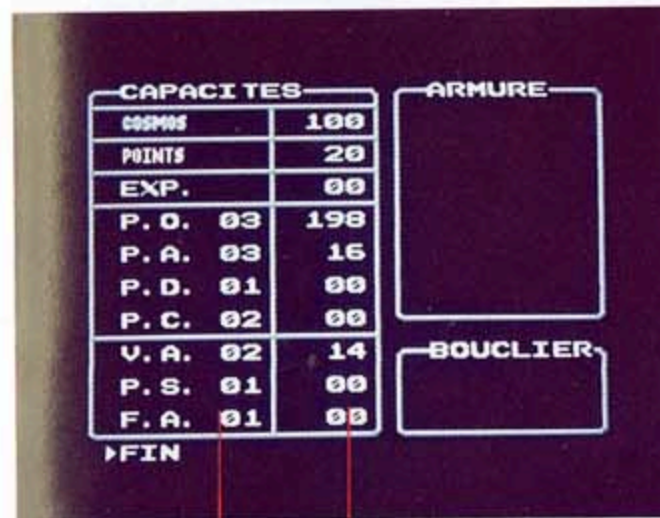 CAPACITES
COSMOS 100
POINTS 20
EXP. 00
P.O. 03 198
P.A. 03 16
P.D. 01 00
P.C. 02 00
V.A. 02 14
P.S. 01 00
F.A. 01 00
▶FIN
ARMURE
BOUCLIER